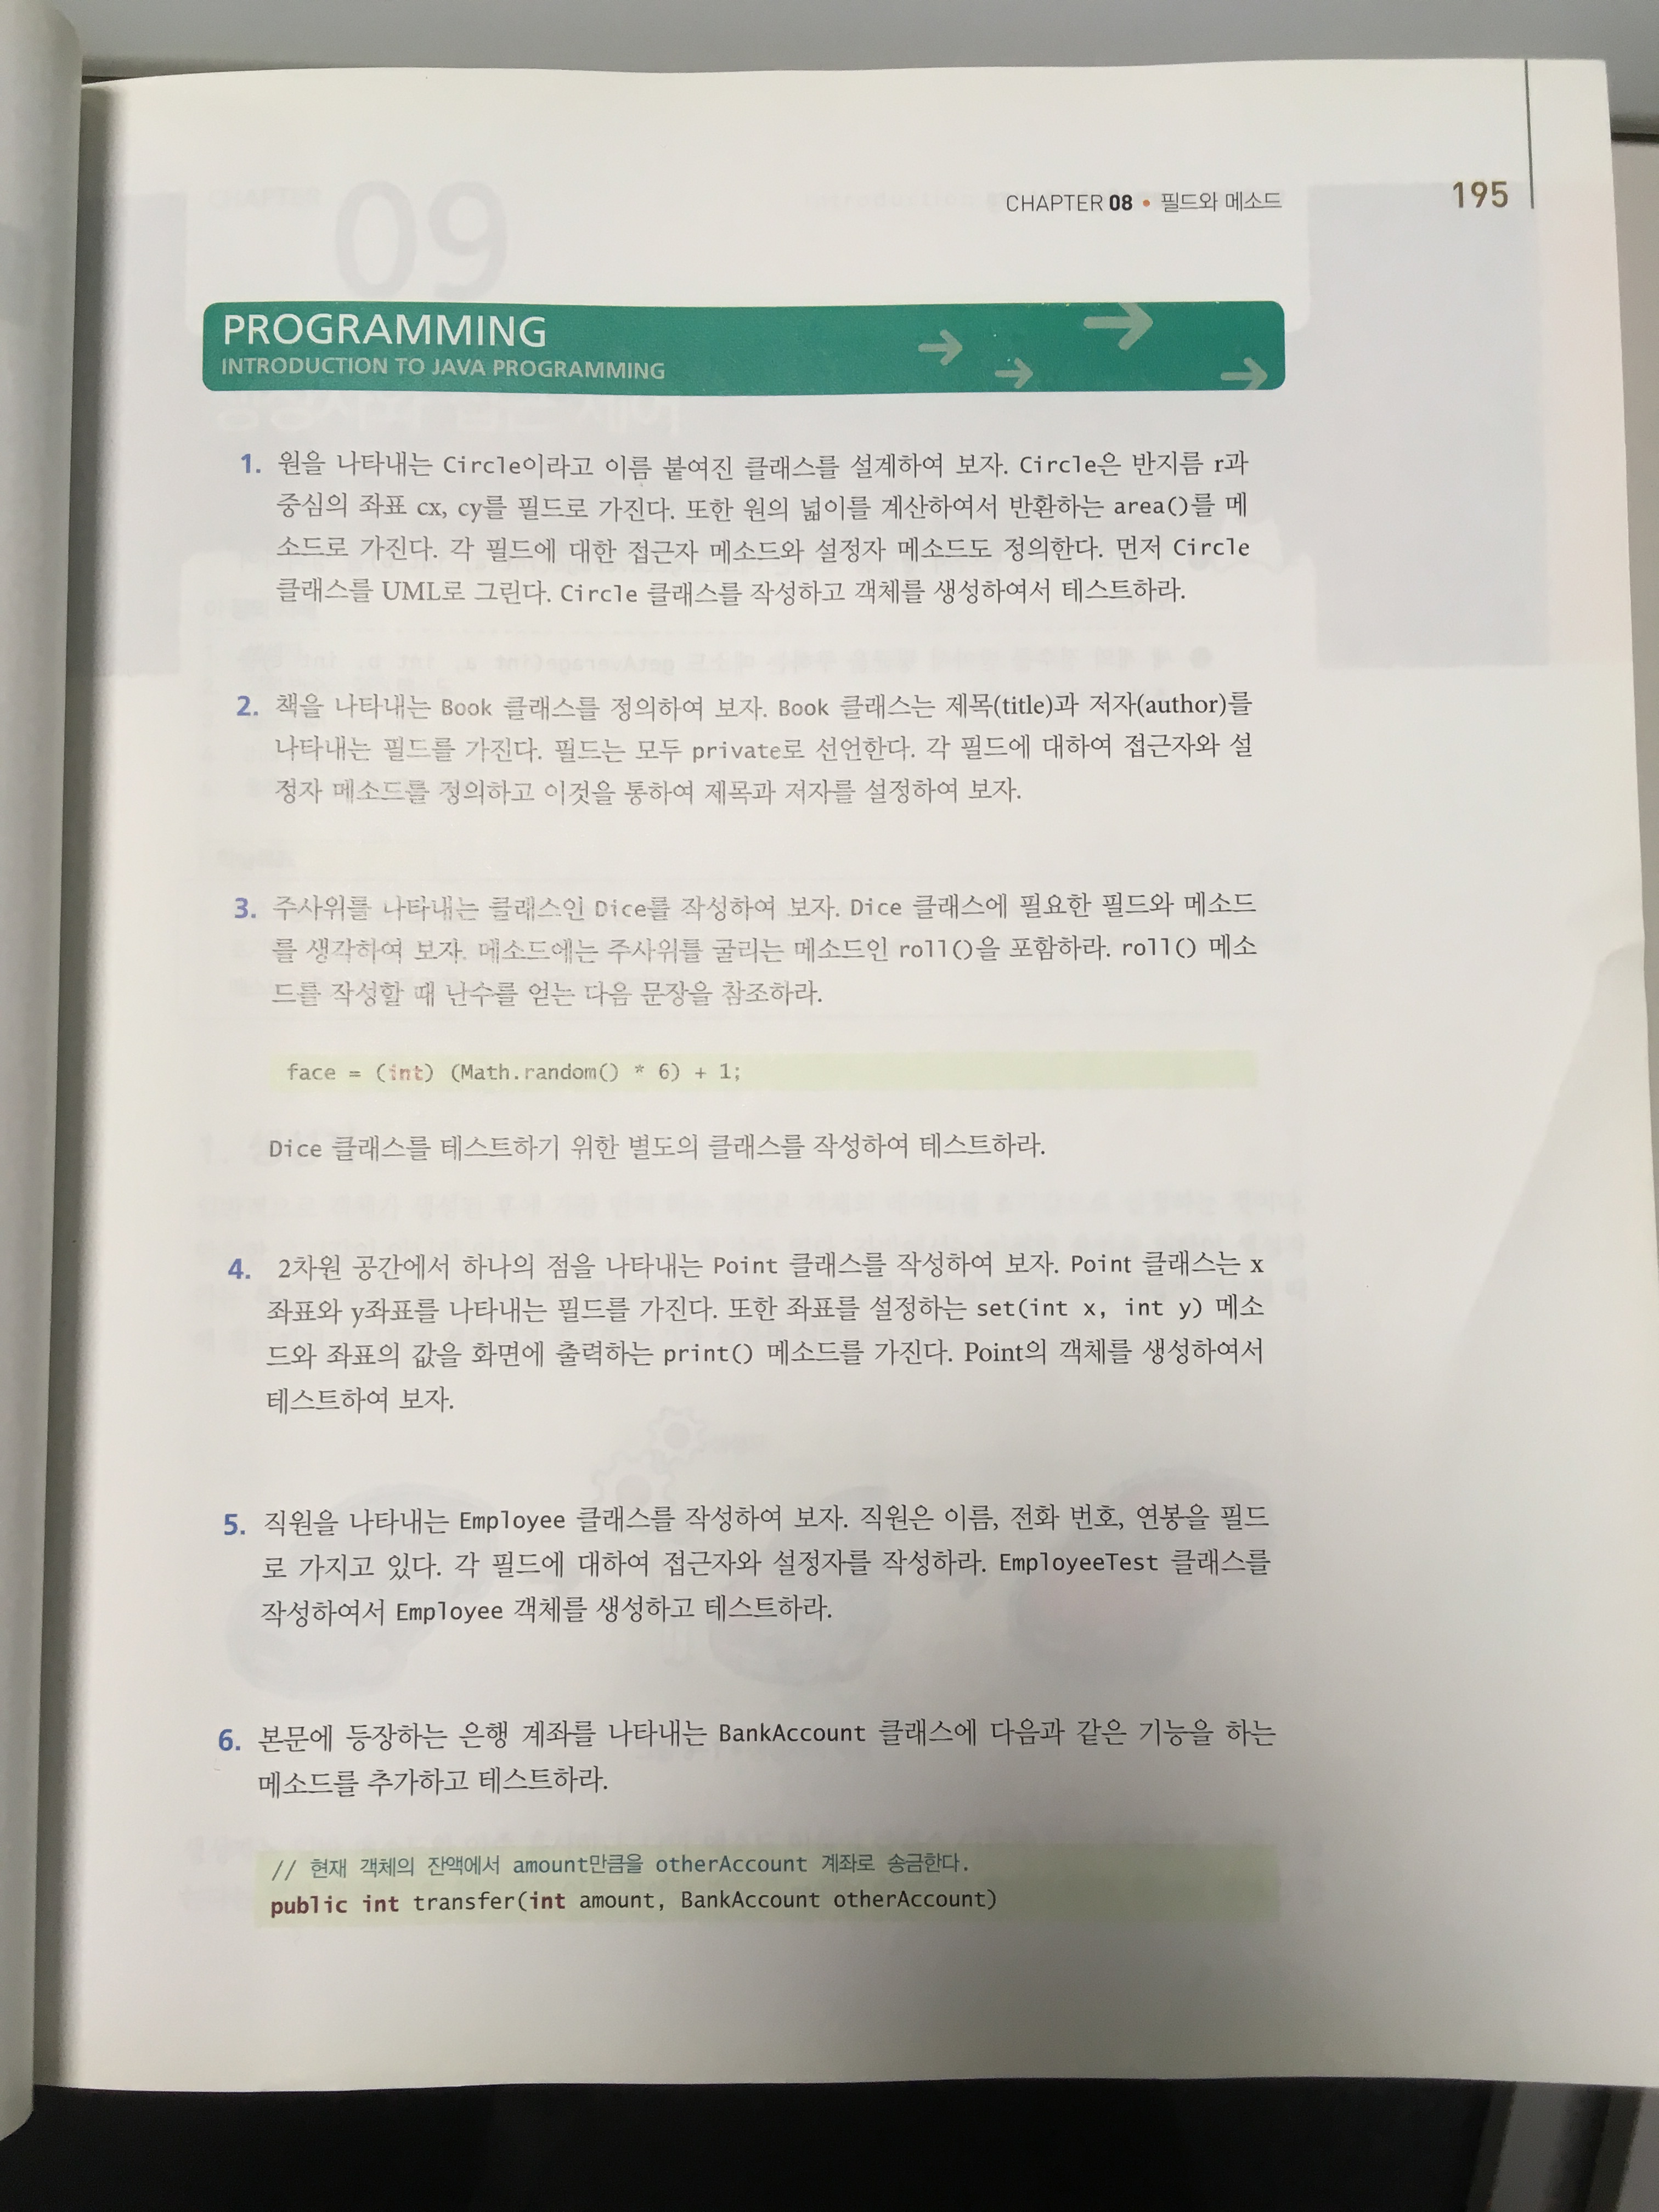 CHAPTER 08 • 필드와 메소드 195
PROGRAMMING
INTRODUCTION TO JAVA PROGRAMMING
1. 원을 나타내는 Circle이라고 이름 붙여진 클래스를 설계하여 보자. Circle은 반지름 r과
중심의 좌표 cx, cy를 필드로 가진다. 또한 원의 넓이를 계산하여서 반환하는 area()를 메
소드로 가진다. 각 필드에 대한 접근자 메소드와 설정자 메소드도 정의한다. 먼저 Circle
클래스를 UML로 그린다. Circle 클래스를 작성하고 객체를 생성하여서 테스트하라.
2. 책을 나타내는 Book 클래스를 정의하여 보자. Book 클래스는 제목(title)과 저자(author)를
나타내는 필드를 가진다. 필드는 모두 private로 선언한다. 각 필드에 대하여 접근자와 설
정자 메소드를 정의하고 이것을 통하여 제목과 저자를 설정하여 보자.
3. 주사위를 나타내는 클래스인 Dice를 작성하여 보자. Dice 클래스에 필요한 필드와 메소드
를 생각하여 보자. 메소드에는 주사위를 굴리는 메소드인 roll()을 포함하라. roll() 메소
드를 작성할 때 난수를 얻는 다음 문장을 참조하라.
face = (int) (Math.random() * 6) + 1;
Dice 클래스를 테스트하기 위한 별도의 클래스를 작성하여 테스트하라.
4. 2차원 공간에서 하나의 점을 나타내는 Point 클래스를 작성하여 보자. Point 클래스는 x
좌표와 y좌표를 나타내는 필드를 가진다. 또한 좌표를 설정하는 set(int x, int y) 메소
드와 좌표의 값을 화면에 출력하는 print() 메소드를 가진다. Point의 객체를 생성하여서
테스트하여 보자.
5. 직원을 나타내는 Employee 클래스를 작성하여 보자. 직원은 이름, 전화 번호, 연봉을 필드
로 가지고 있다. 각 필드에 대하여 접근자와 설정자를 작성하라. EmployeeTest 클래스를
작성하여서 Employee 객체를 생성하고 테스트하라.
6. 본문에 등장하는 은행 계좌를 나타내는 BankAccount 클래스에 다음과 같은 기능을 하는
메소드를 추가하고 테스트하라.
// 현재 객체의 잔액에서 amount만큼을 otherAccount 계좌로 송금한다.
public int transfer(int amount, BankAccount otherAccount)